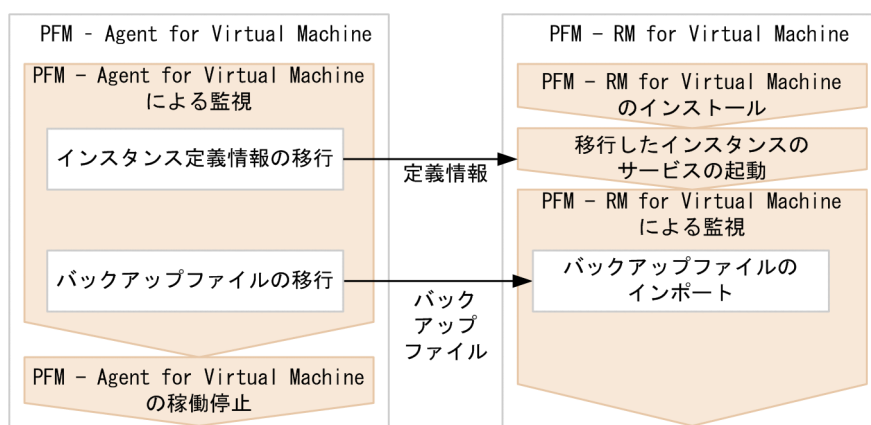 PFM - Agent for Virtual Machine
PFM － Agent for Virtual Machine
による監視
インスタンス定義情報の移行
バックアップファイルの移行
PFM － Agent for Virtual Machine
の稼働停止
定義情報
バック
アップ
ファイル
PFM － RM for Virtual Machine
PFM － RM for Virtual Machine
のインストール
移行したインスタンスの
サービスの起動
PFM － RM for Virtual Machine
による監視
バックアップファイルの
インポート